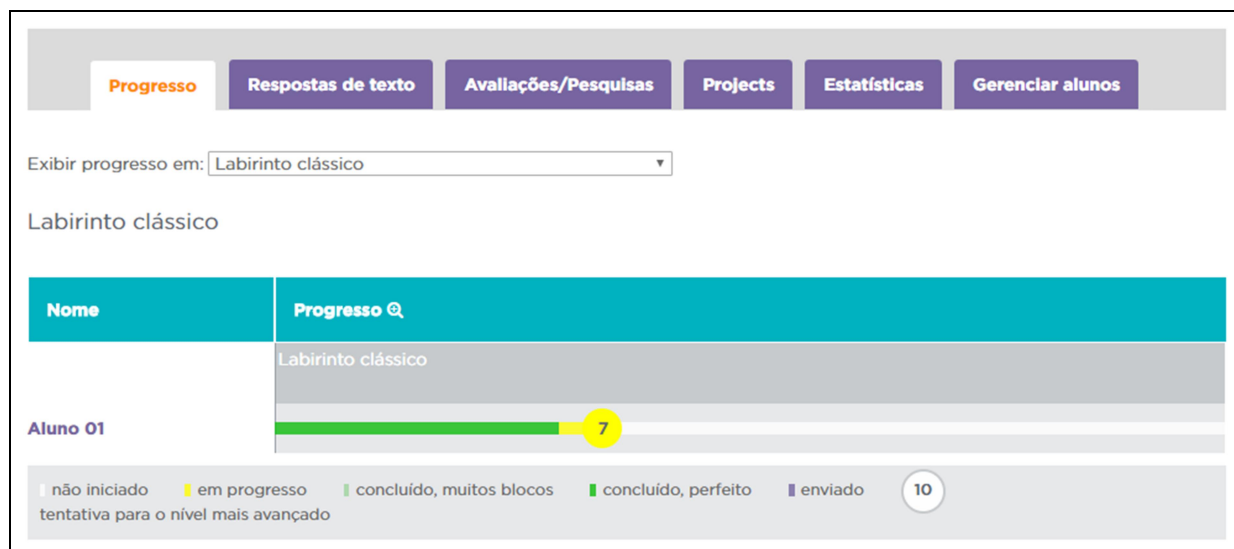 Progresso Respostas de texto Avaliações/Pesquisas Projects Estatísticas Gerenciar alunos
Exibir progresso em: Labirinto clássico
Labirinto clássico
Nome Progresso
Labirinto clássico
Aluno 01 7
não iniciado em progresso concluído, muitos blocos concluído, perfeito enviado 10
tentativa para o nível mais avançado